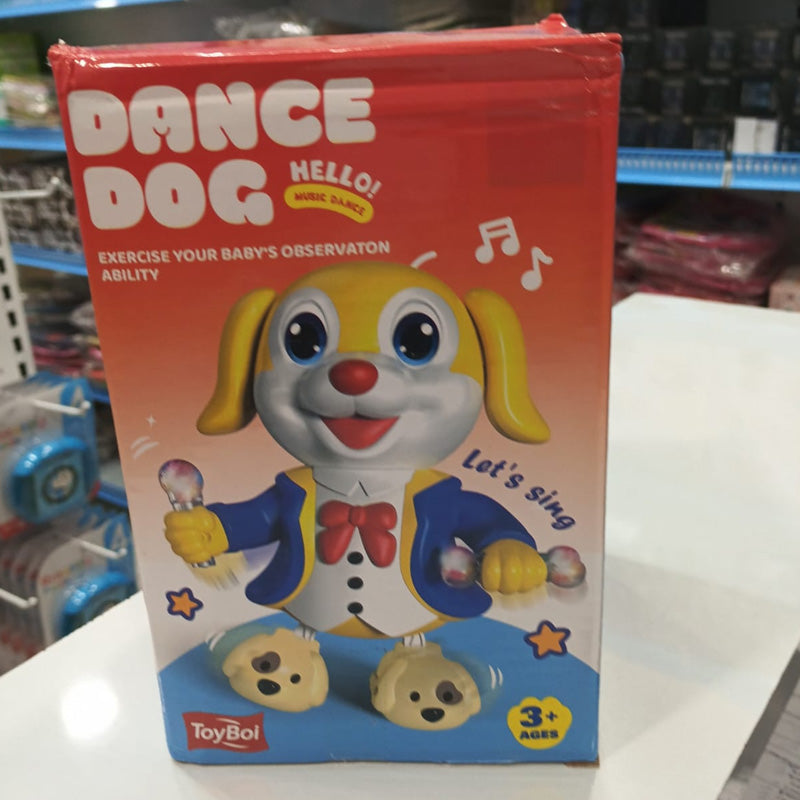 DANCE
DOG
HELLO!
MUSIC DANCE
EXERCISE YOUR BABY'S OBSERVATON
ABILITY
Let's sing
ToyBoi
3+
AGES